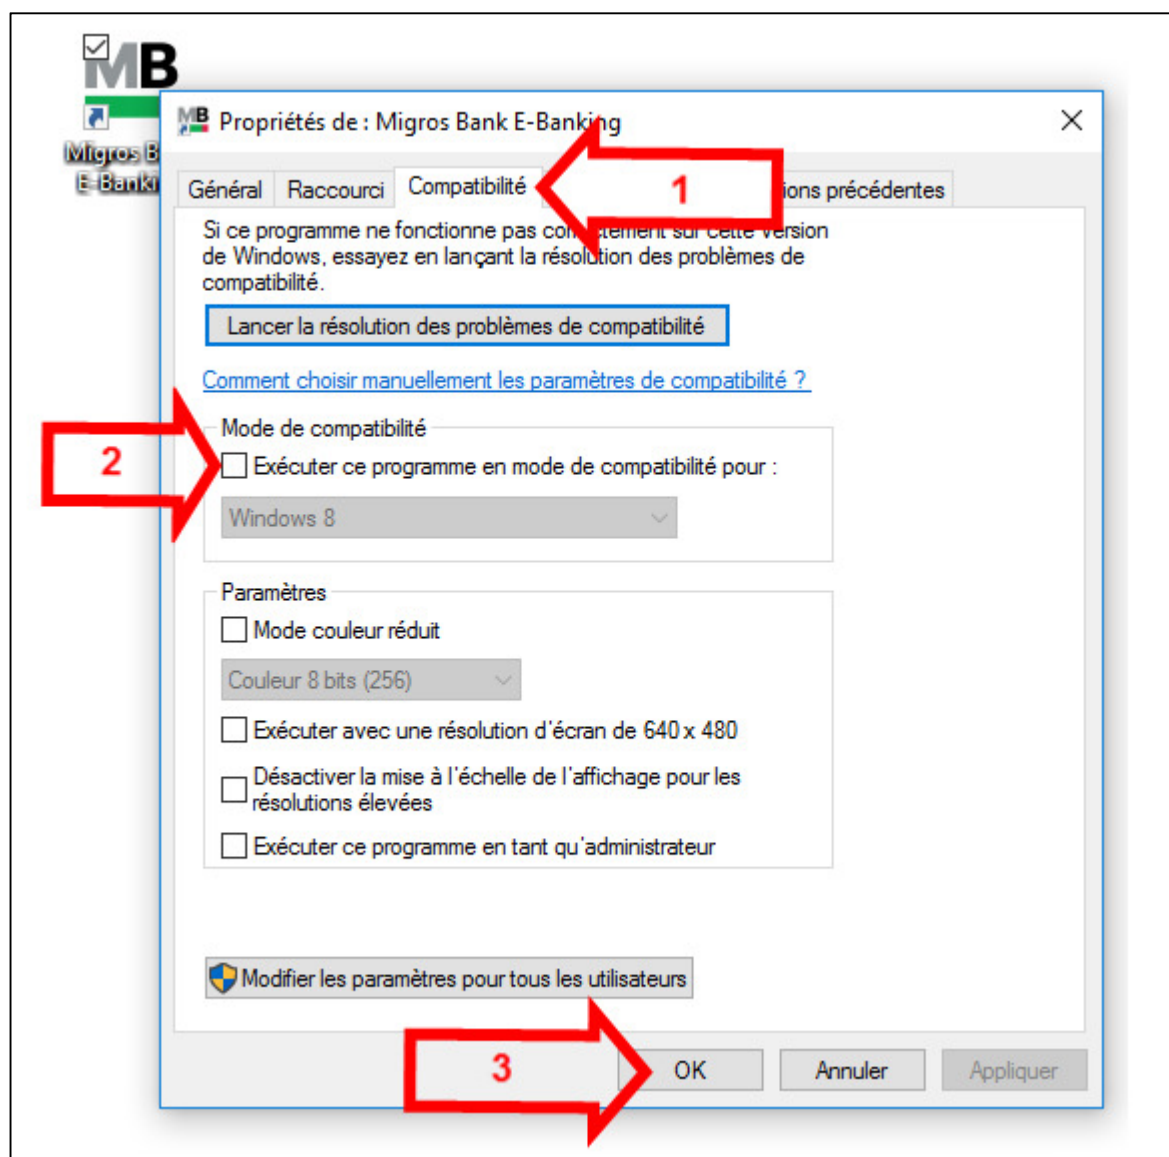 MB
Migros B
E-Banki
MB Propriétés de : Migros Bank E-Banking
Général Raccourci Compatibilité 1 ions précédentes
Si ce programme ne fonctionne pas correctement sur cette version
de Windows, essayez en lançant la résolution des problèmes de
compatibilité.
Lancer la résolution des problèmes de compatibilité
Comment choisir manuellement les paramètres de compatibilité ?
Mode de compatibilité
2 Exécuter ce programme en mode de compatibilité pour :
Windows 8
Paramètres
Mode couleur réduit
Couleur 8 bits (256)
Exécuter avec une résolution d'écran de 640 x 480
Désactiver la mise à l'échelle de l'affichage pour les
résolutions élevées
Exécuter ce programme en tant qu'administrateur
Modifier les paramètres pour tous les utilisateurs
3 OK Annuler Appliquer